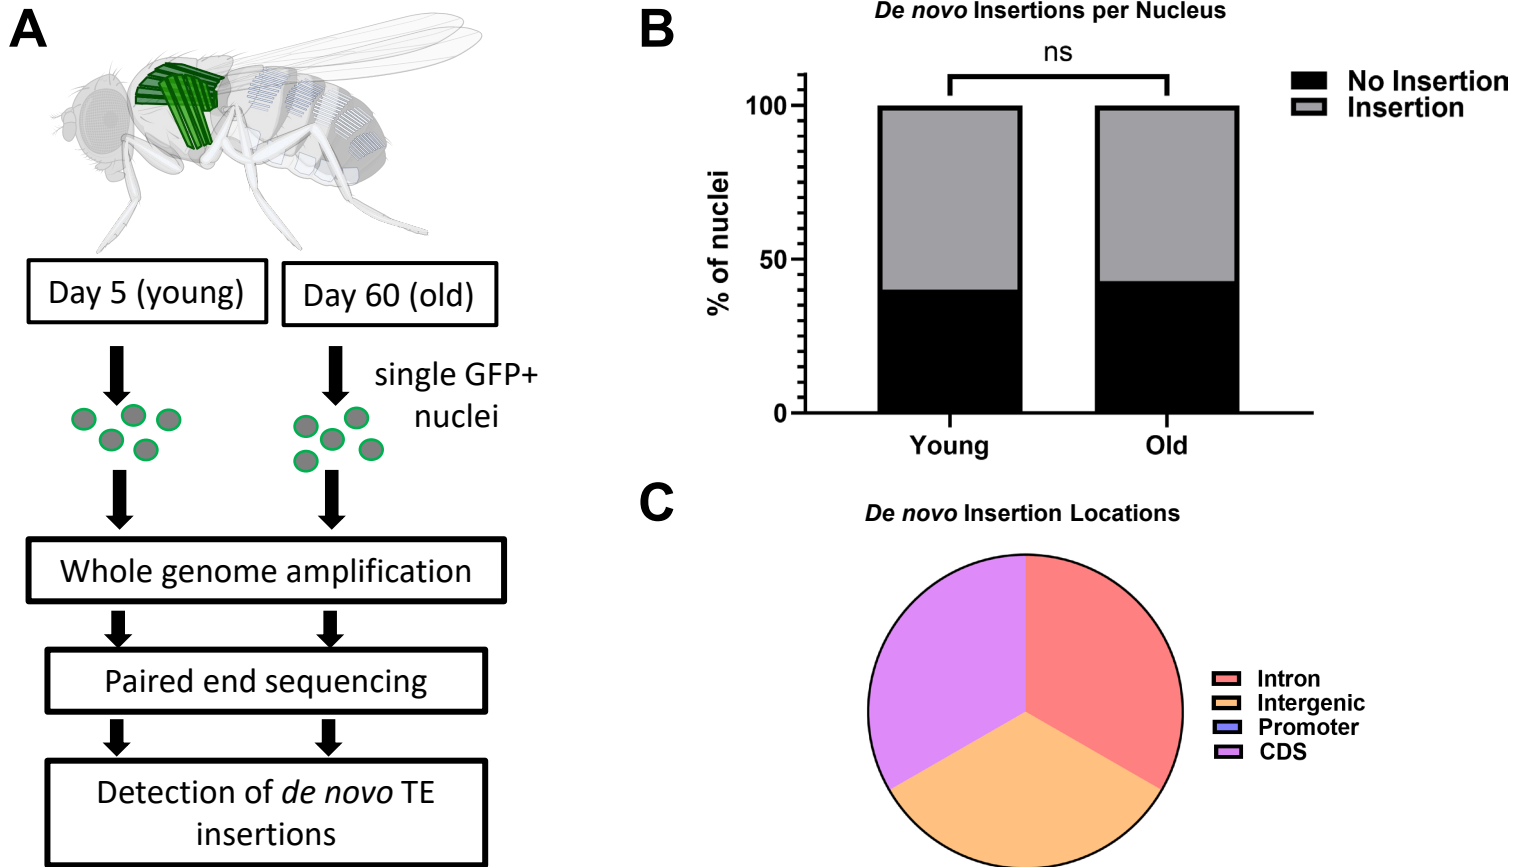 A
Day 5 (young)
Day 60 (old)
single GFP+
nuclei
Whole genome amplification
Paired end sequencing
Detection of de novo TE
insertions
B
De novo Insertions per Nucleus
ns
No Insertion
Insertion
100
50
0
% of nuclei
Young
Old
C
De novo Insertion Locations
Intron
Intergenic
Promoter
CDS